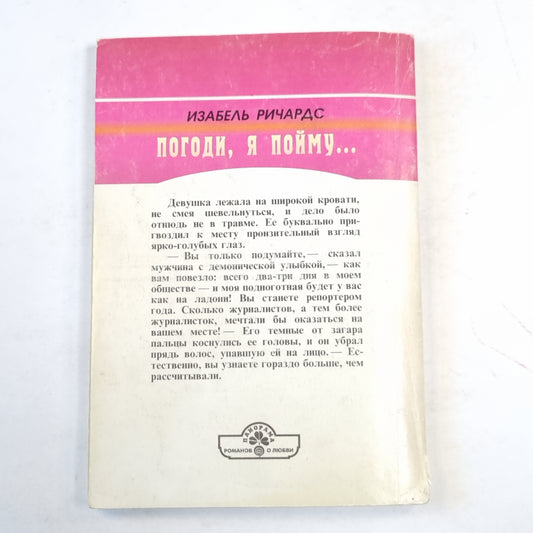 ИЗАБЕЛЬ РИЧАРДС
ПОГОДИ, Я ПОЙМУ...
Девушка лежала на широкой кровати,
не смея шевельнуться, и дело было
отнюдь не в травме. Ее буквально при-
гвоздил к месту пронзительный взгляд
ярко-голубых глаз.
— Вы только подумайте,— сказал
мужчина с демонической улыбкой,— как
вам повезло: всего два-три дня в моем
обществе — и моя подноготная будет у вас
как на ладони! Вы станете репортером
года. Сколько журналистов, а тем более
журналисток, мечтали бы оказаться на
вашем месте! — Его темные от загара
пальцы коснулись ее головы, и он убрал
прядь волос, упавшую ей на лицо.— Ес-
тественно, вы узнаете гораздо больше, чем
рассчитывали.
ПАНОРАМА
РОМАНОВ О ЛЮБВИ